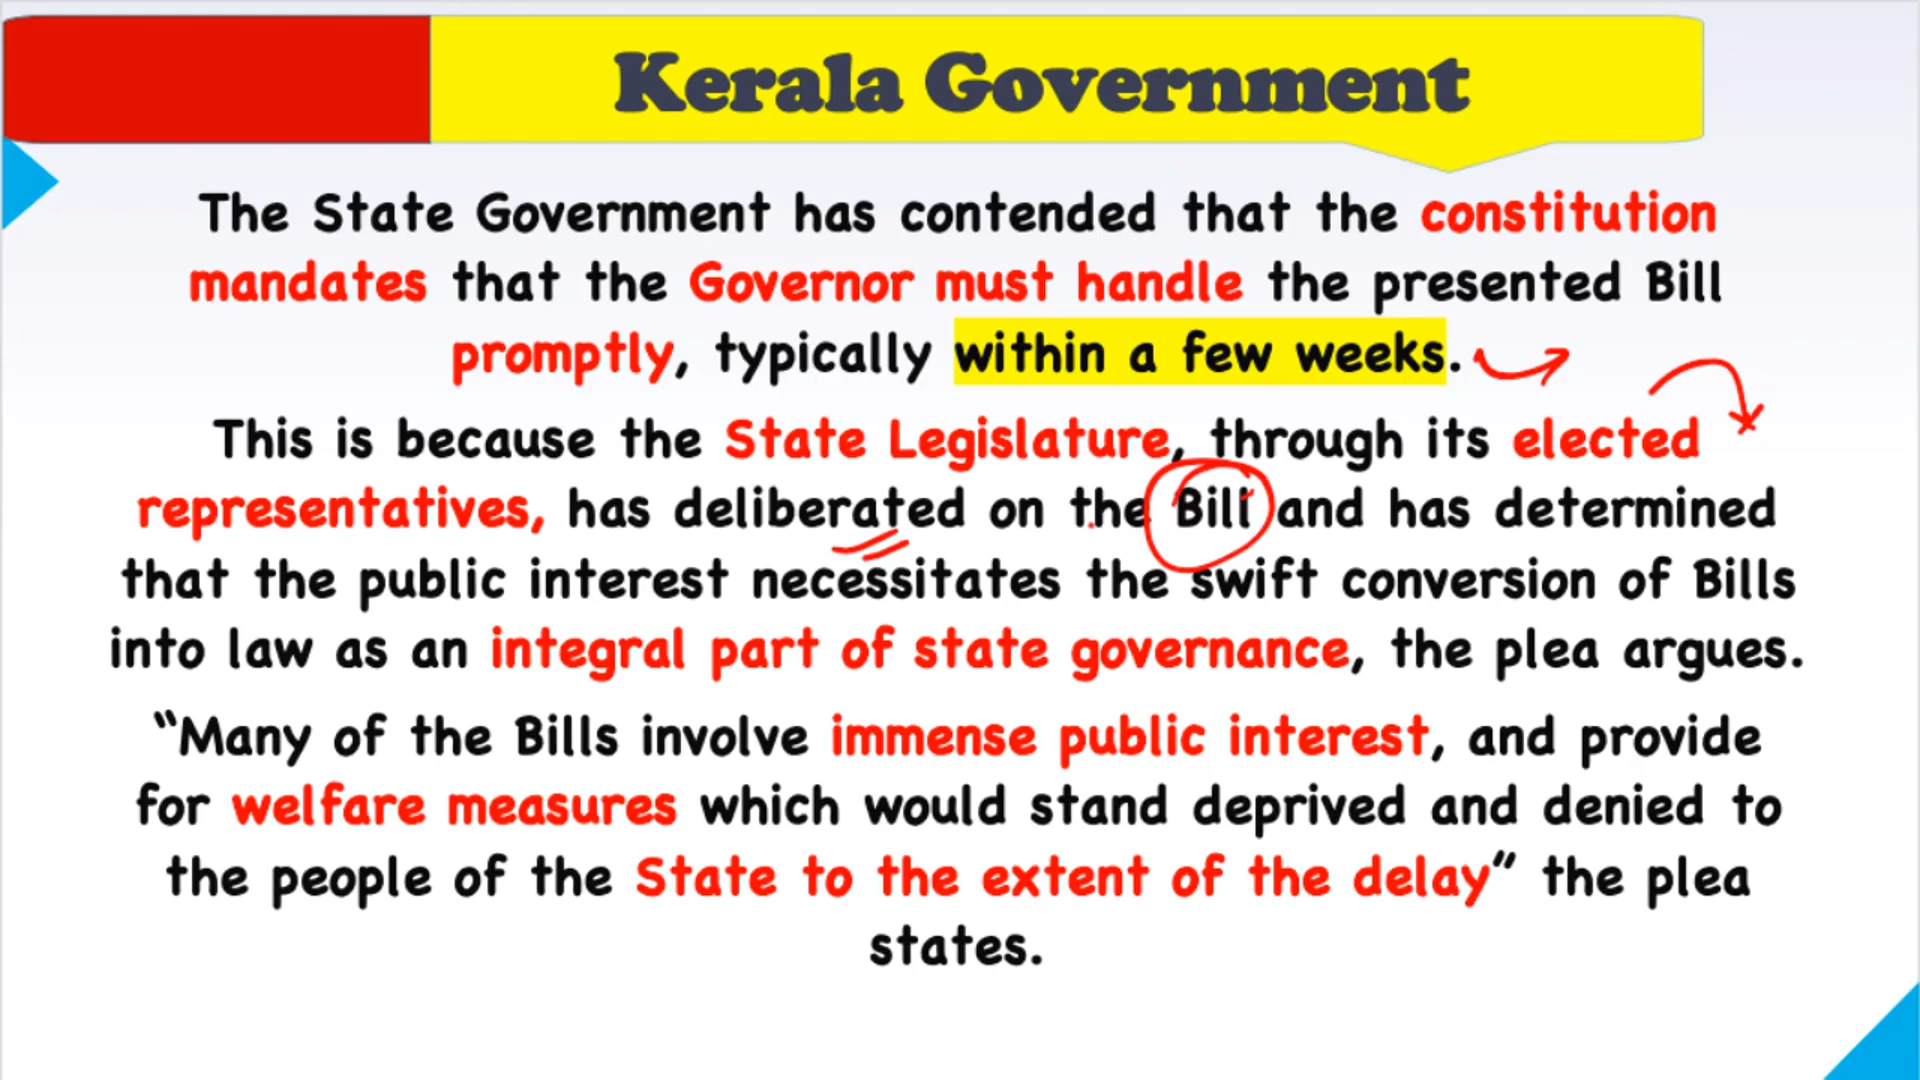 Kerala Government
The State Government has contended that the constitution
mandates that the Governor must handle the presented Bill
promptly, typically within a few weeks.
This is because the State Legislature, through its elected
representatives, has deliberated on the Bill and has determined
that the public interest necessitates the swift conversion of Bills
into law as an integral part of state governance, the plea argues.
“Many of the Bills involve immense public interest, and provide
for welfare measures which would stand deprived and denied to
the people of the State to the extent of the delay” the plea
states.